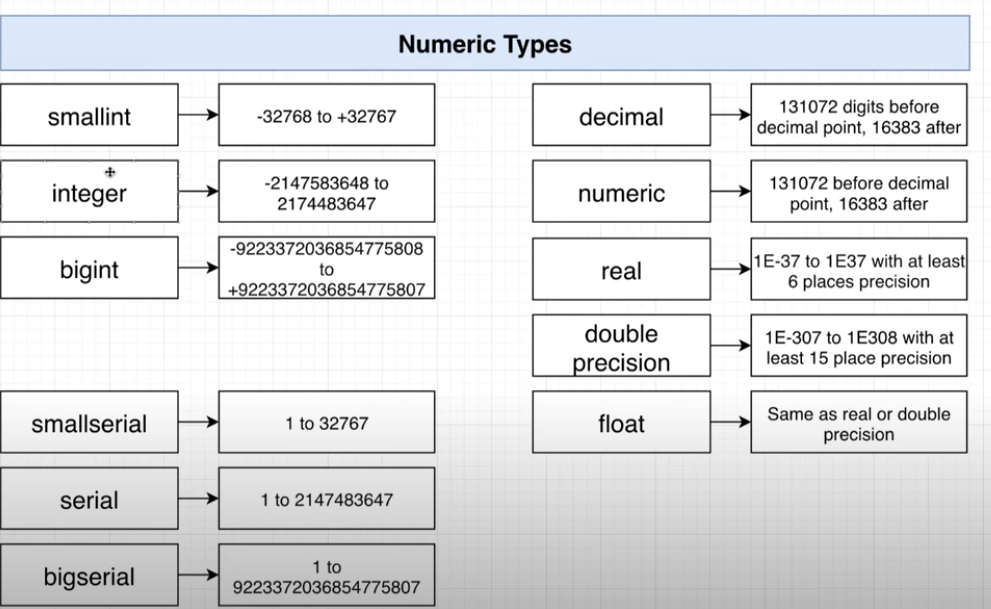 Numeric Types
smallint
-32768 to +32767
integer
-2147583648 to
2174483647
bigint
-9223372036854775808
to
+9223372036854775807
smallserial
1 to 32767
serial
1 to 2147483647
bigserial
1 to
9223372036854775807
decimal
131072 digits before
decimal point, 16383 after
numeric
131072 before decimal
point, 16383 after
real
1E-37 to 1E37 with at least
6 places precision
double
precision
1E-307 to 1E308 with at
least 15 place precision
float
Same as real or double
precision